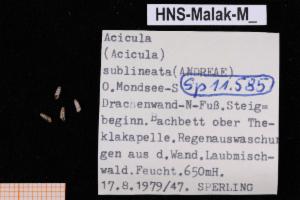 HNS-Malak-M_
Acicula
(Acicula)
sublineata (ANDREAE)
O, Mondsee-S Sp 11.585
Drachenwand-N-Fuß. Steig=
beginn. Bachbett ober The=
klakapelle. Regenauswaschun
gen aus d. Wand. Laubmisch-
wald. Feucht. 650mH.
17.8.1979/47. SPERLING